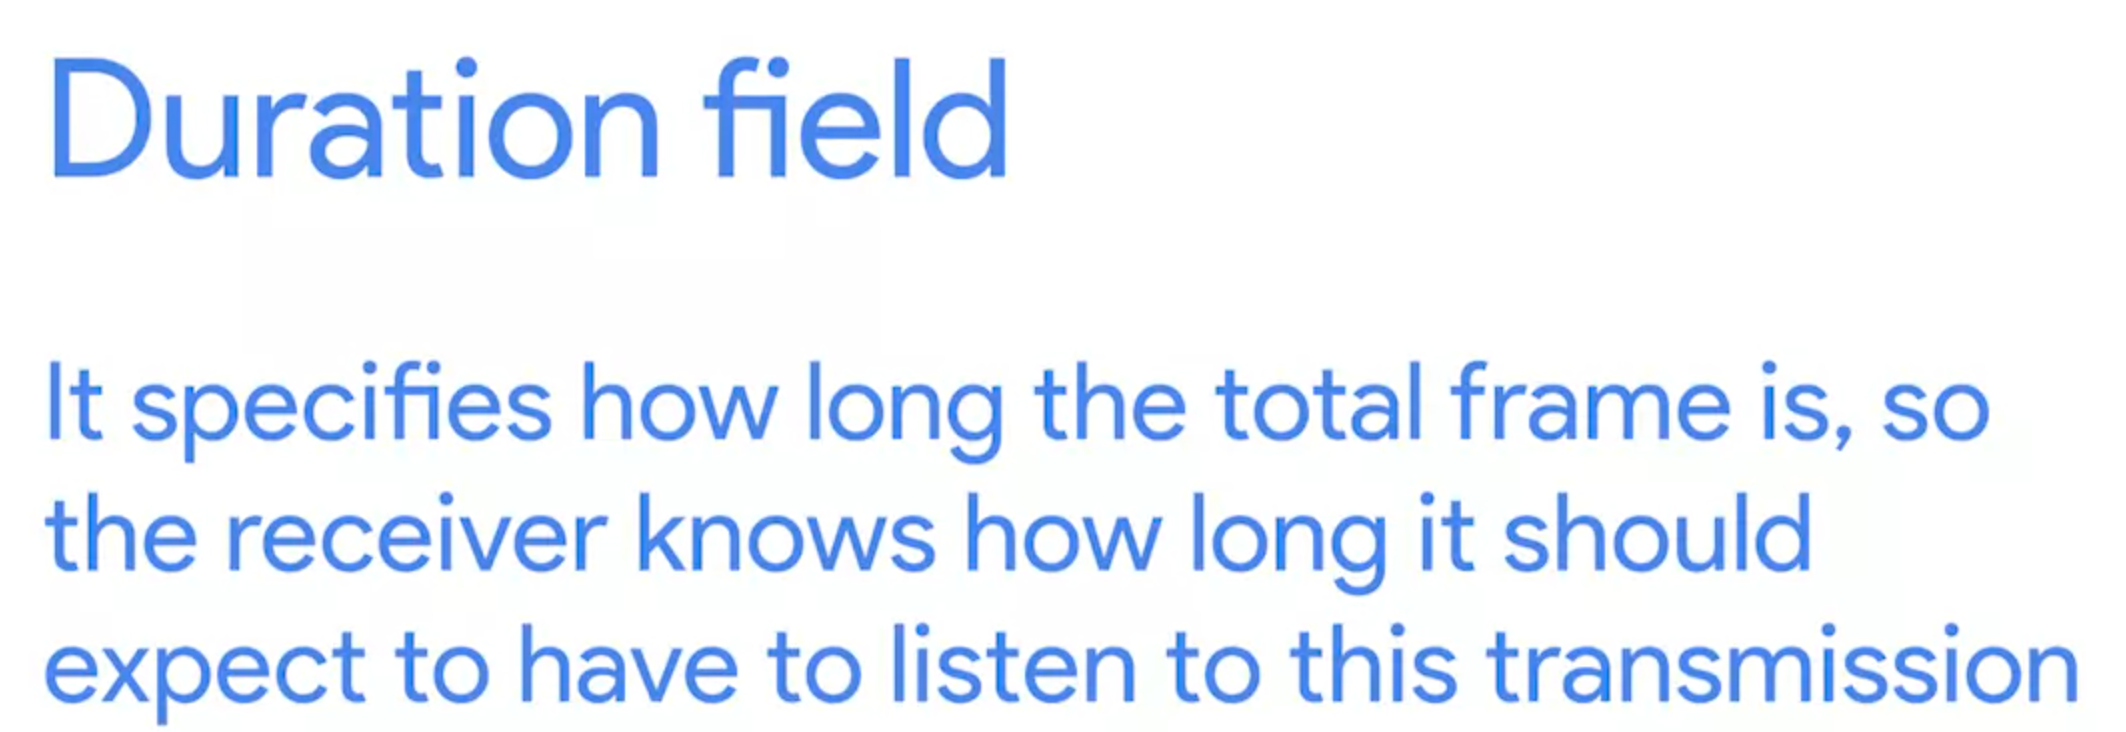 Duration field
It specifies how long the total frame is, so
the receiver knows how long it should
expect to have to listen to this transmission